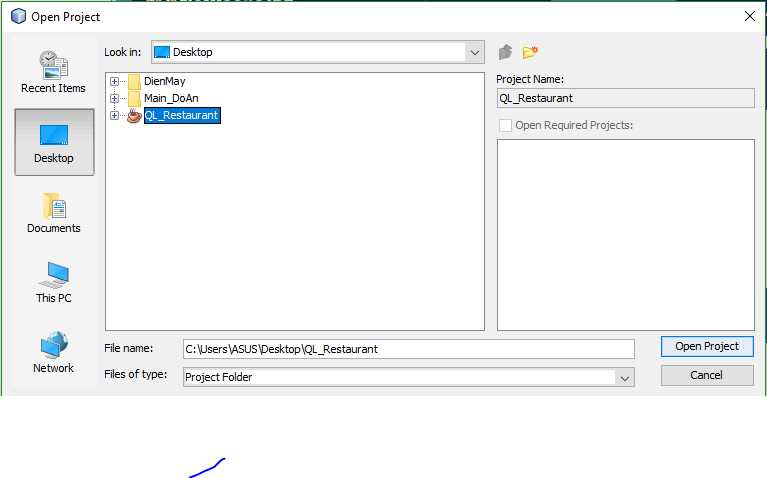 Open Project
Look in: Desktop
Recent Items
Desktop
Documents
This PC
Network
DienMay
Main_DoAn
QL_Restaurant
Project Name:
QL_Restaurant
Open Required Projects:
File name: C:\Users\ASUS\Desktop\QL_Restaurant
Open Project
Files of type: Project Folder
Cancel